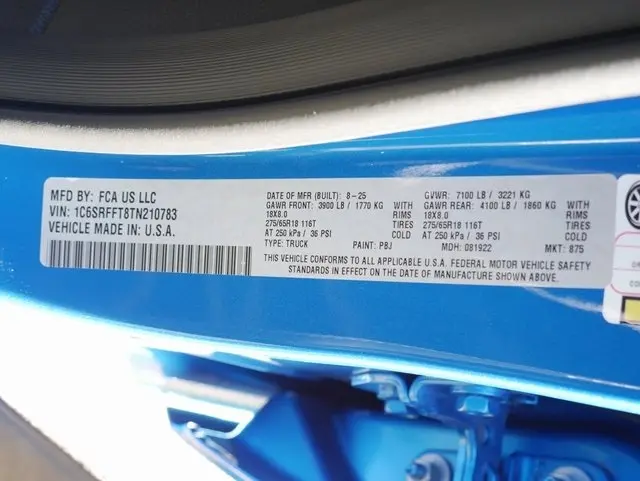 MFD BY: FCA US LLC
VIN: 1C6SRFFT8TN210783
VEHICLE MADE IN: U.S.A.
DATE OF MFR (BUILT): 8-25
GVWR: 7100 LB / 3221 KG
GAWR FRONT: 3900 LB / 1770 KG WITH
GAWR REAR: 4100 LB / 1860 KG WITH
18X8.0 RIMS
18X8.0 RIMS
275/65R18 116T TIRES
275/65R18 116T TIRES
AT 250 kPa / 36 PSI COLD
AT 250 kPa / 36 PSI COLD
TYPE: TRUCK PAINT: PBJ MDH: 081922 MKT: 875
THIS VEHICLE CONFORMS TO ALL APPLICABLE U.S.A. FEDERAL MOTOR VEHICLE SAFETY
STANDARDS IN EFFECT ON THE DATE OF MANUFACTURE SHOWN ABOVE.